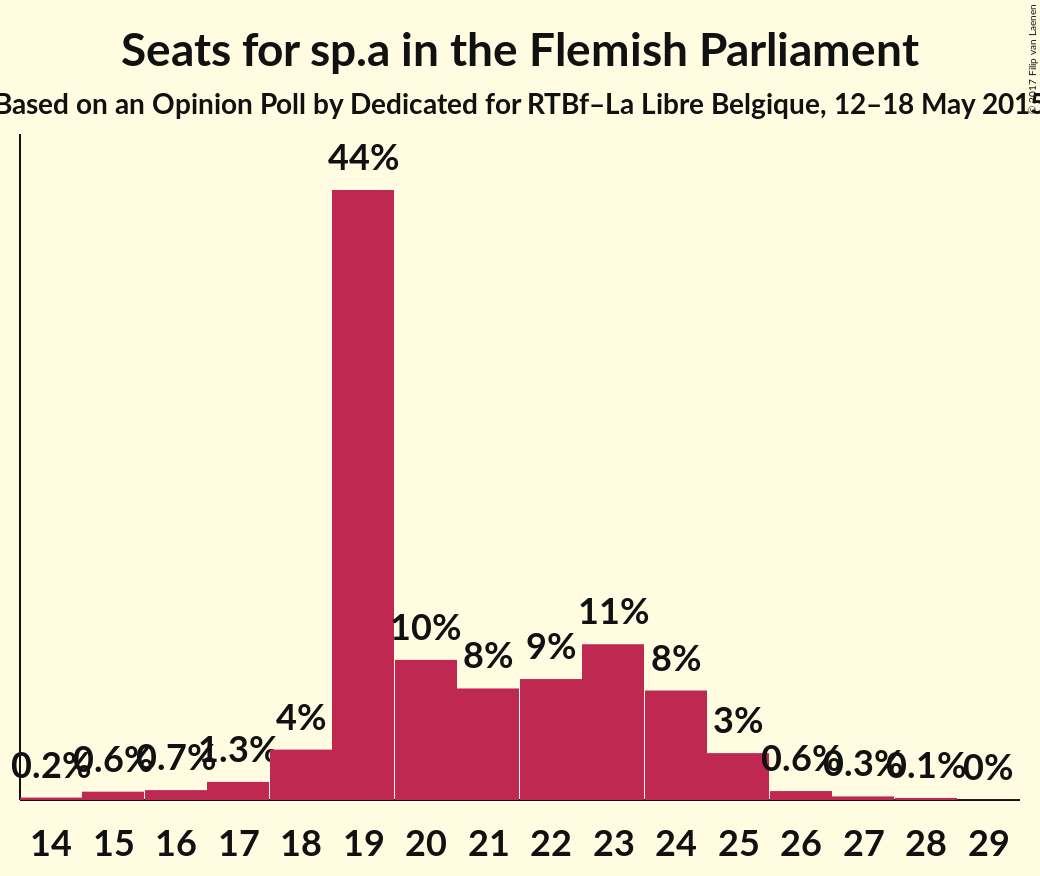 Seats for sp.a in the Flemish Parliament
Based on an Opinion Poll by Dedicated for RTBf–La Libre Belgique, 12–18 May 2015
© 2017 Filip van Laenen
44%
11%
10%
9%
8%
8%
4%
3%
1.3%
0.2% 0.6% 0.7% 0.6% 0.3% 0.1% 0%
14 15 16 17 18 19 20 21 22 23 24 25 26 27 28 29